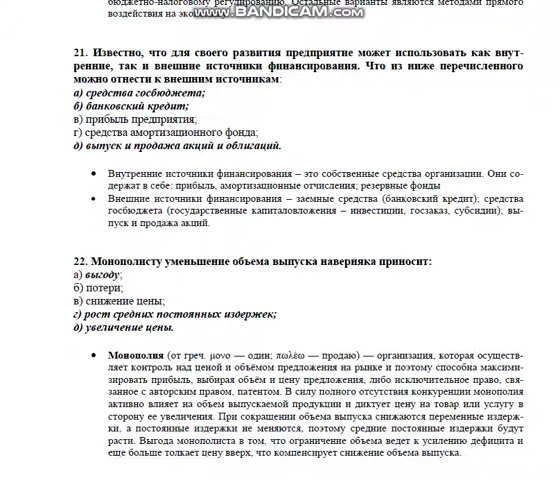 бюджетно-налоговому регулированию. Остальные варианты являются методами прямого
воздействия на экономику.
WWW.BANDICAM.COM
21. Известно, что для своего развития предприятие может использовать как внут-
ренние, так и внешние источники финансирования. Что из ниже перечисленного
можно отнести к внешним источникам:
а) средства госбюджета;
б) банковский кредит;
в) прибыль предприятия;
г) средства амортизационного фонда;
д) выпуск и продажа акций и облигаций.
• Внутренние источники финансирования – это собственные средства организации. Они со-
держат в себе: прибыль, амортизационные отчисления; резервные фонды
• Внешние источники финансирования – заемные средства (банковский кредит); средства
госбюджета (государственные капиталовложения – инвестиции, госзаказ, субсидии); вы-
пуск и продажа акций.
22. Монополисту уменьшение объема выпуска наверняка приносит:
а) выгоду;
б) потери;
в) снижение цены;
г) рост средних постоянных издержек;
д) увеличение цены.
• Монополия (от греч. μονο — один; πωλέω — продаю) — организация, которая осуществ-
ляет контроль над ценой и объёмом предложения на рынке и поэтому способна максими-
зировать прибыль, выбирая объём и цену предложения, либо исключительное право, свя-
занное с авторским правом, патентом. В силу полного отсутствия конкуренции монополия
активно влияет на объем выпускаемой продукции и диктует цену на товар или услугу в
сторону ее увеличения. При сокращении объема выпуска снижаются переменные издерж-
ки, а постоянные издержки не меняются, поэтому средние постоянные издержки будут
расти. Выгода монополиста в том, что ограничение объема ведет к усилению дефицита и
еще больше толкает цену вверх, что компенсирует снижение объема выпуска.